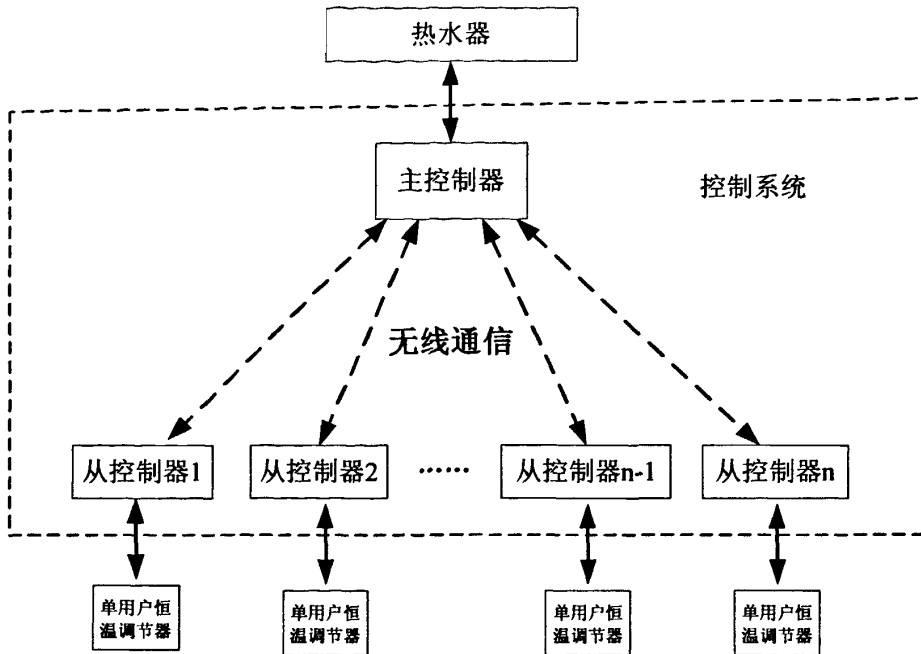 热水器
主控制器
控制系统
无线通信
从控制器1
从控制器2
……
从控制器n-1
从控制器n
单用户恒
温调节器
单用户恒
温调节器
单用户恒
温调节器
单用户恒
温调节器